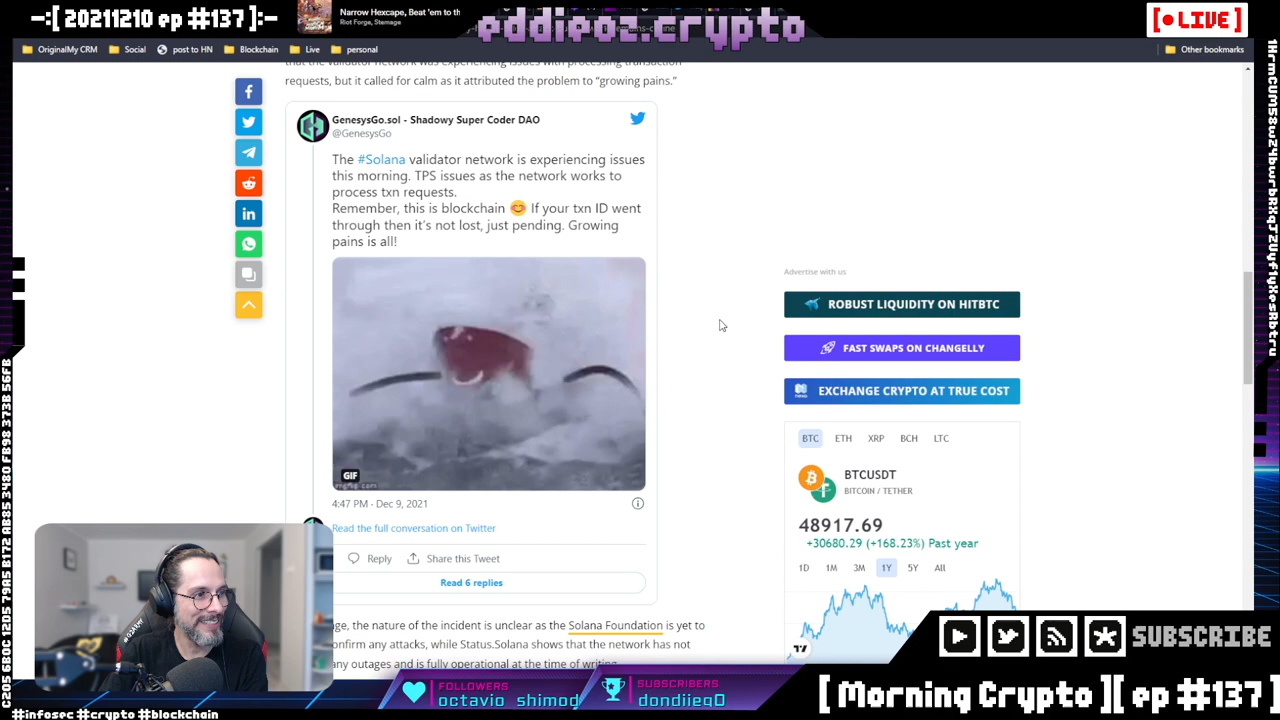 -:[ 20211210 ep #137]:-
Narrow Hexcape, Beat 'em to th
Riot Forge, Stemage
eddieoz.crypto
[●LIVE]
OriginalMy CRM
Social
post to HN
Blockchain
Live
personal
Other bookmarks
that the validator network was experiencing issues with processing transaction
requests, but it called for calm as it attributed the problem to “growing pains.”
GenesysGo.sol - Shadowy Super Coder DAO
@GenesysGo
The #Solana validator network is experiencing issues
this morning. TPS issues as the network works to
process txn requests.
Remember, this is blockchain 😊 If your txn ID went
through then it’s not lost, just pending. Growing
pains is all!
GIF
4:47 PM · Dec 9, 2021
Read the full conversation on Twitter
Reply
Share this Tweet
Read 6 replies
ge, the nature of the incident is unclear as the Solana Foundation is yet to
onfirm any attacks, while Status.Solana shows that the network has not
any outages and is fully operational at the time of writing.
Advertise with us
ROBUST LIQUIDITY ON HITBTC
FAST SWAPS ON CHANGELLY
EXCHANGE CRYPTO AT TRUE COST
BTC ETH XRP BCH LTC
BTCUSDT
BITCOIN / TETHER
48917.69
+30680.29 (+168.23%) Past year
1D 1M 3M 1Y 5Y All
SUBSCRIBE
FOLLOWERS
octavio_shimod
SUBSCRIBERS
dondiieg0
[Morning Crypto][ep #137]
#infosec #crypto #blockchain